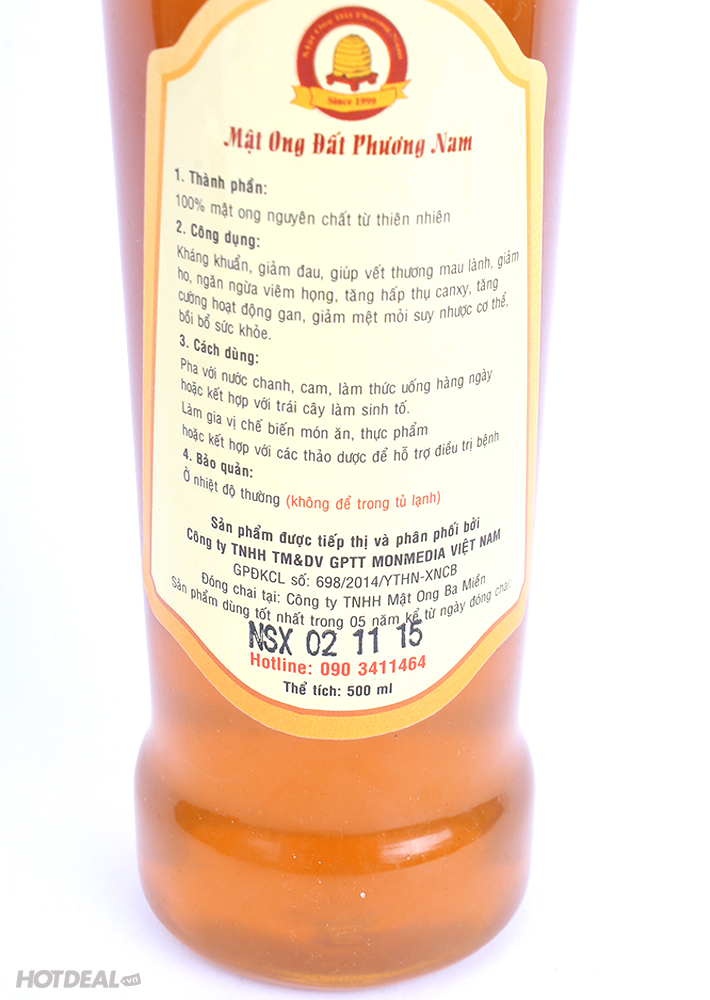 Mật Ong Đất Phương Nam
Since 1999
Mật Ong Đất Phương Nam
1. Thành phần:
100% mật ong nguyên chất từ thiên nhiên
2. Công dụng:
Kháng khuẩn, giảm đau, giúp vết thương mau lành, giảm
ho, ngăn ngừa viêm họng, tăng hấp thụ canxy, tăng
cường hoạt động gan, giảm mệt mỏi suy nhược cơ thể,
bồi bổ sức khỏe.
3. Cách dùng:
Pha với nước chanh, cam, làm thức uống hàng ngày
hoặc kết hợp với trái cây làm sinh tố.
Làm gia vị chế biến món ăn, thực phẩm
hoặc kết hợp với các thảo dược để hỗ trợ điều trị bệnh
4. Bảo quản:
Ở nhiệt độ thường (không để trong tủ lạnh)
Sản phẩm được tiếp thị và phân phối bởi
Công ty TNHH TM&DV GPTT MONMEDIA VIỆT NAM
GPĐKCL số: 698/2014/YTHN-XNCB
Đóng chai tại: Công ty TNHH Mật Ong Ba Miền
Sản phẩm dùng tốt nhất trong 05 năm kể từ ngày đóng chai
NSX 02 11 15
Hotline: 090 3411464
Thể tích: 500 ml
HOTDEAL.vn